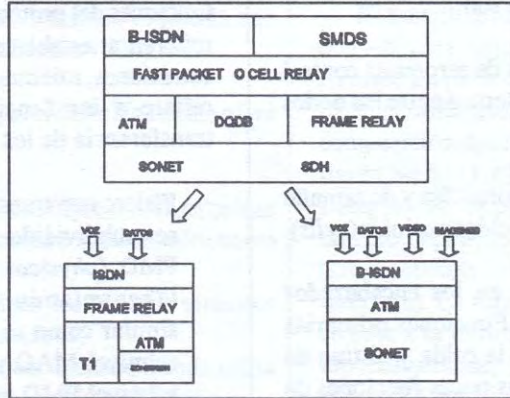 B-ISDN SMDS
FAST PACKET O CELL RELAY
ATM DQDB FRAME RELAY
SONET SDH
VOZ DATOS
ISDN
FRAME RELAY
ATM
T1
VOZ DATOS VIDEO IMAGENES
B-ISDN
ATM
SONET